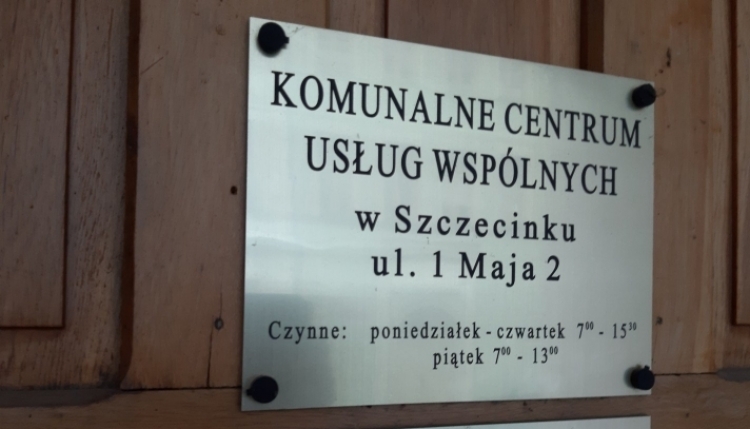 KOMUNALNE CENTRUM
USŁUG WSPÓLNYCH
w Szczecinku
ul. 1 Maja 2
Czynne: poniedziałek - czwartek 7⁰⁰ - 15³⁰
piątek 7⁰⁰ - 13⁰⁰